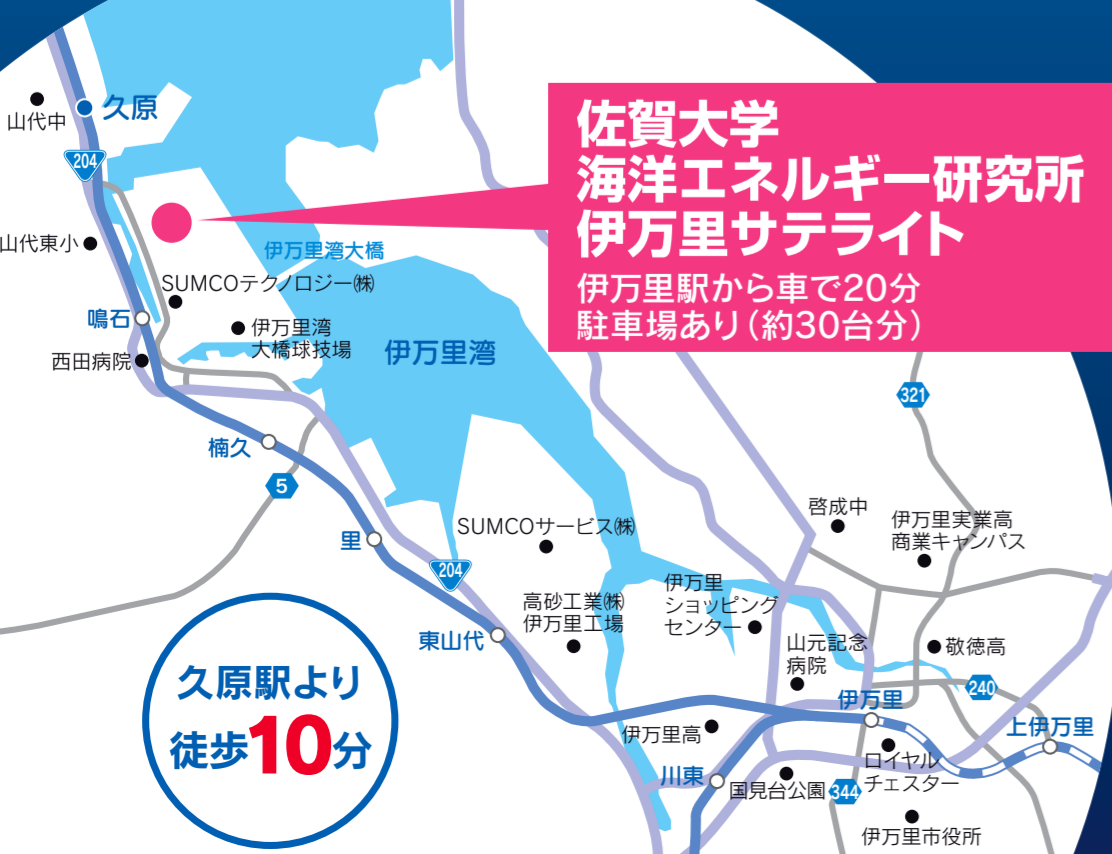 佐賀大学
海洋エネルギー研究所
伊万里サテライト
伊万里駅から車で20分
駐車場あり（約30台分）
久原
山代中
204
山代東小
伊万里湾大橋
SUMCOテクノロジー㈱
鳴石
伊万里湾
大橋球技場
西田病院
伊万里湾
321
楠久
5
里
SUMCOサービス㈱
啓成中
伊万里実業高
商業キャンパス
204
高砂工業㈱
伊万里工場
伊万里
ショッピング
センター
東山代
山元記念
病院
敬徳高
240
伊万里
上伊万里
伊万里高
ロイヤル
チェスター
川東
国見台公園
344
伊万里市役所
久原駅より
徒歩10分